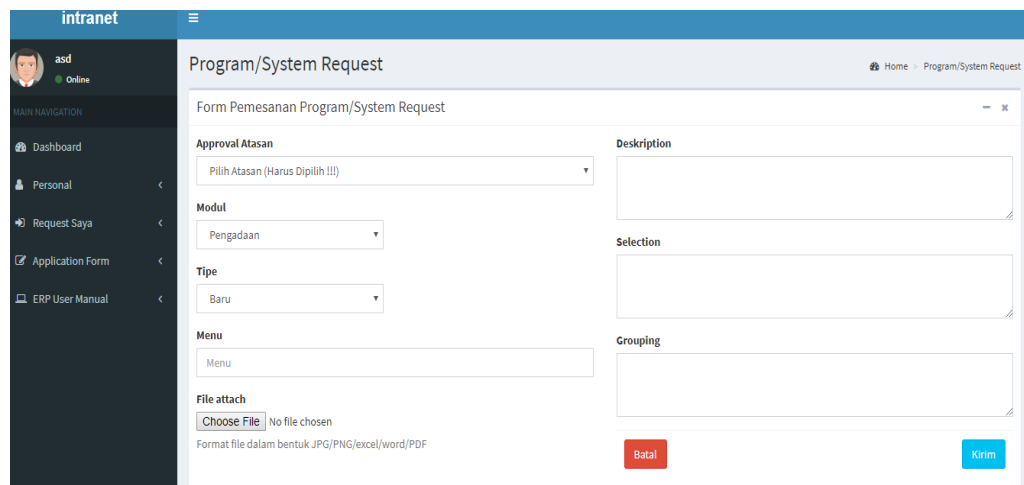 intranet
asd
Online
MAIN NAVIGATION
Dashboard
Personal
Request Saya
Application Form
ERP User Manual
Program/System Request
Home > Program/System Request
Form Pemesanan Program/System Request
Approval Atasan
Pilih Atasan (Harus Dipilih !!!)
Modul
Pengadaan
Tipe
Baru
Menu
Menu
File attach
Choose File No file chosen
Format file dalam bentuk JPG/PNG/excel/word/PDF
Deskription
Selection
Grouping
Batal
Kirim